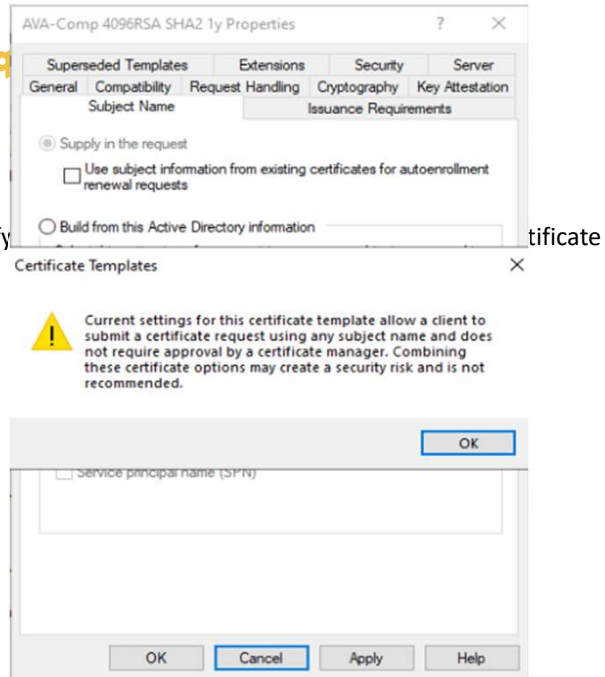 AVA-Comp 4096RSA SHA2 1y Properties ? ×
Superseded Templates Extensions Security Server
General Compatibility Request Handling Cryptography Key Attestation
Subject Name Issuance Requirements
Supply in the request
Use subject information from existing certificates for autoenrollment
renewal requests
Build from this Active Directory information
tificate
Certificate Templates ×
Current settings for this certificate template allow a client to
submit a certificate request using any subject name and does
not require approval by a certificate manager. Combining
these certificate options may create a security risk and is not
recommended.
OK
Service principal name (SPN)
OK Cancel Apply Help